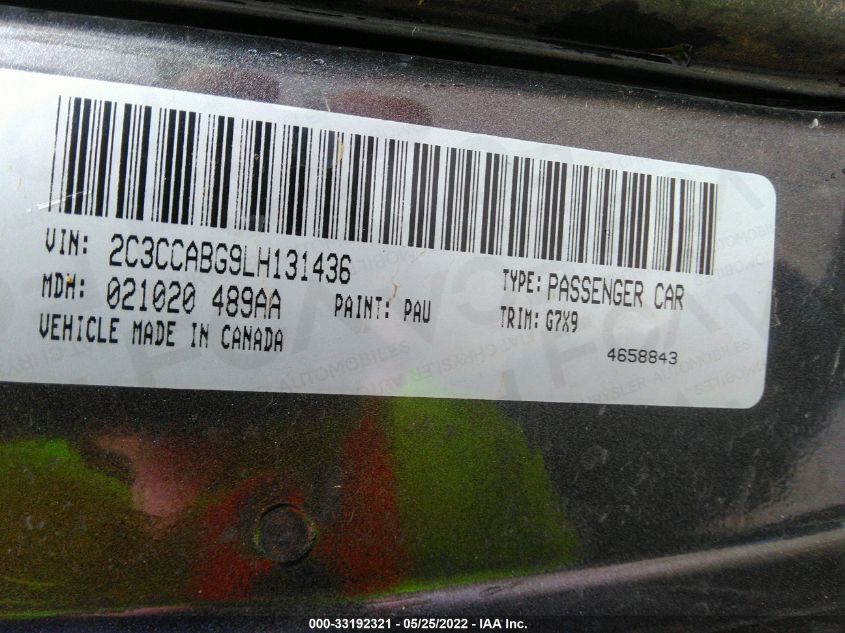 VIN: 2C3CCABG9LH131436
TYPE: PASSENGER CAR
MDH: 021020 489AA
PAINT: PAU
TRIM: G7X9
VEHICLE MADE IN CANADA
4658843
000-33192321 - 05/25/2022 - IAA Inc.